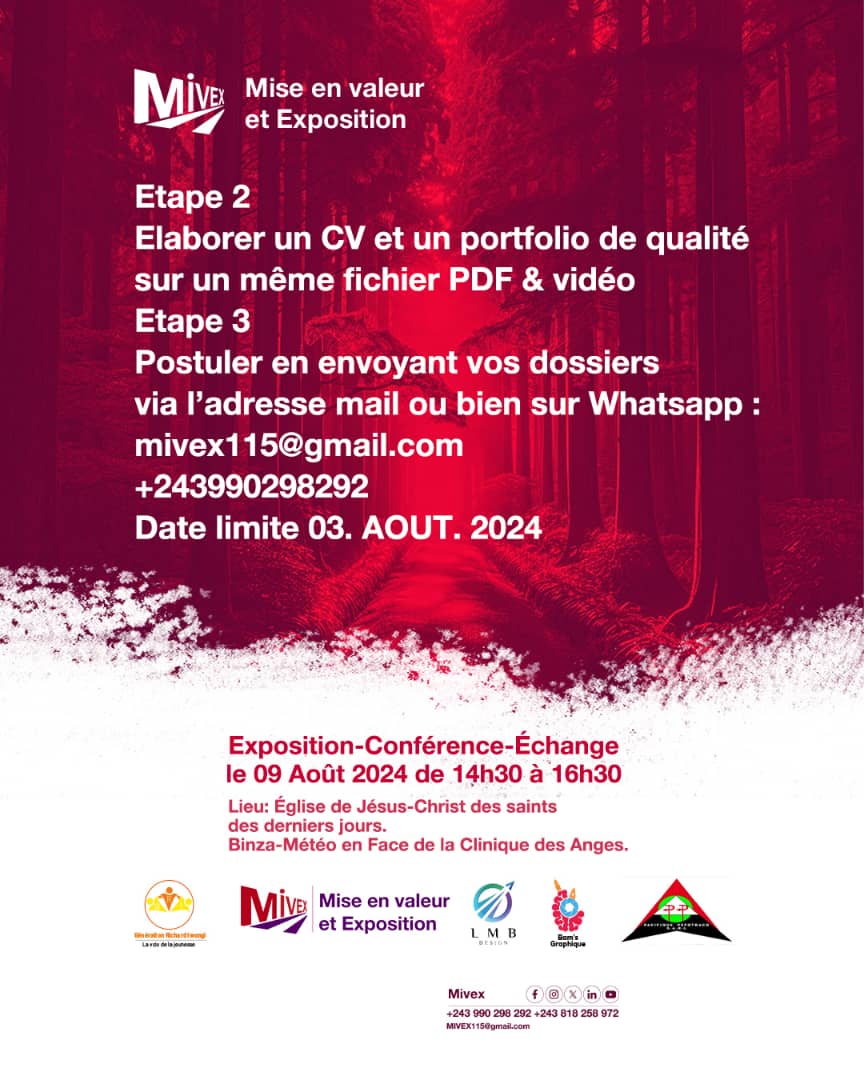 MIVEX
Mise en valeur
et Exposition
Etape 2
Elaborer un CV et un portfolio de qualité
sur un même fichier PDF & vidéo
Etape 3
Postuler en envoyant vos dossiers
via l’adresse mail ou bien sur Whatsapp :
mivex115@gmail.com
+243990298292
Date limite 03. AOUT. 2024
Exposition-Conférence-Échange
le 09 Août 2024 de 14h30 à 16h30
Lieu: Église de Jésus-Christ des saints
des derniers jours.
Binza-Météo en Face de la Clinique des Anges.
La voix de la jeunesse
MIVEX
Mise en valeur
et Exposition
LMB
DESIGN
Graphique
Mivex
+243 990 298 292 +243 818 258 972
MIVEX115@gmail.com